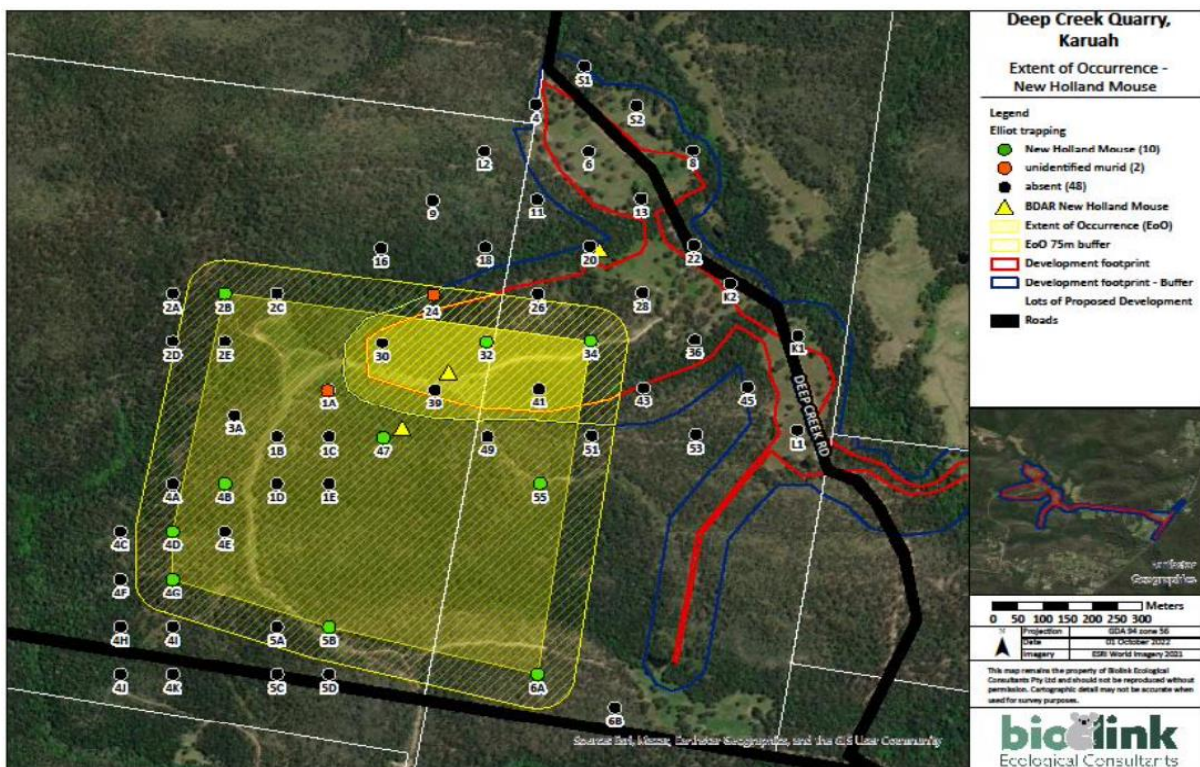 Deep Creek Quarry,
Karuah
Extent of Occurrence -
New Holland Mouse
Legend
Elliot trapping
New Holland Mouse (10)
unidentified murid (2)
absent (48)
BDAR New Holland Mouse
Extent of Occurrence (EoO)
EoO 75m buffer
Development footprint
Development footprint - Buffer
Lots of Proposed Development
Roads
S1
4
S2
L2
6
8
9
11
13
16
18
20
22
K2
2A
2B
2C
24
26
28
2D
2E
30
32
34
36
K1
1A
39
41
43
45
3A
1B
1C
47
49
51
53
L1
DEEP CREEK RD
4A
4B
1D
1E
55
4C
4D
4E
4F
4G
4H
4I
5A
5B
4J
4K
5C
5D
6A
6B
Sources: Esri, Maxar, Earthstar Geographics, and the GIS User Community
Earthstar
Geographics
Meters
0 50 100 150 200 250 300
N
Projection GDA 94 zone 56
Date 01 October 2022
Imagery ESRI World Imagery 2021
This map remains the property of Biolink Ecological
Consultants Pty Ltd and should not be reproduced without
permission. Cartographic detail may not be accurate when
used for survey purposes.
biolink
Ecological Consultants